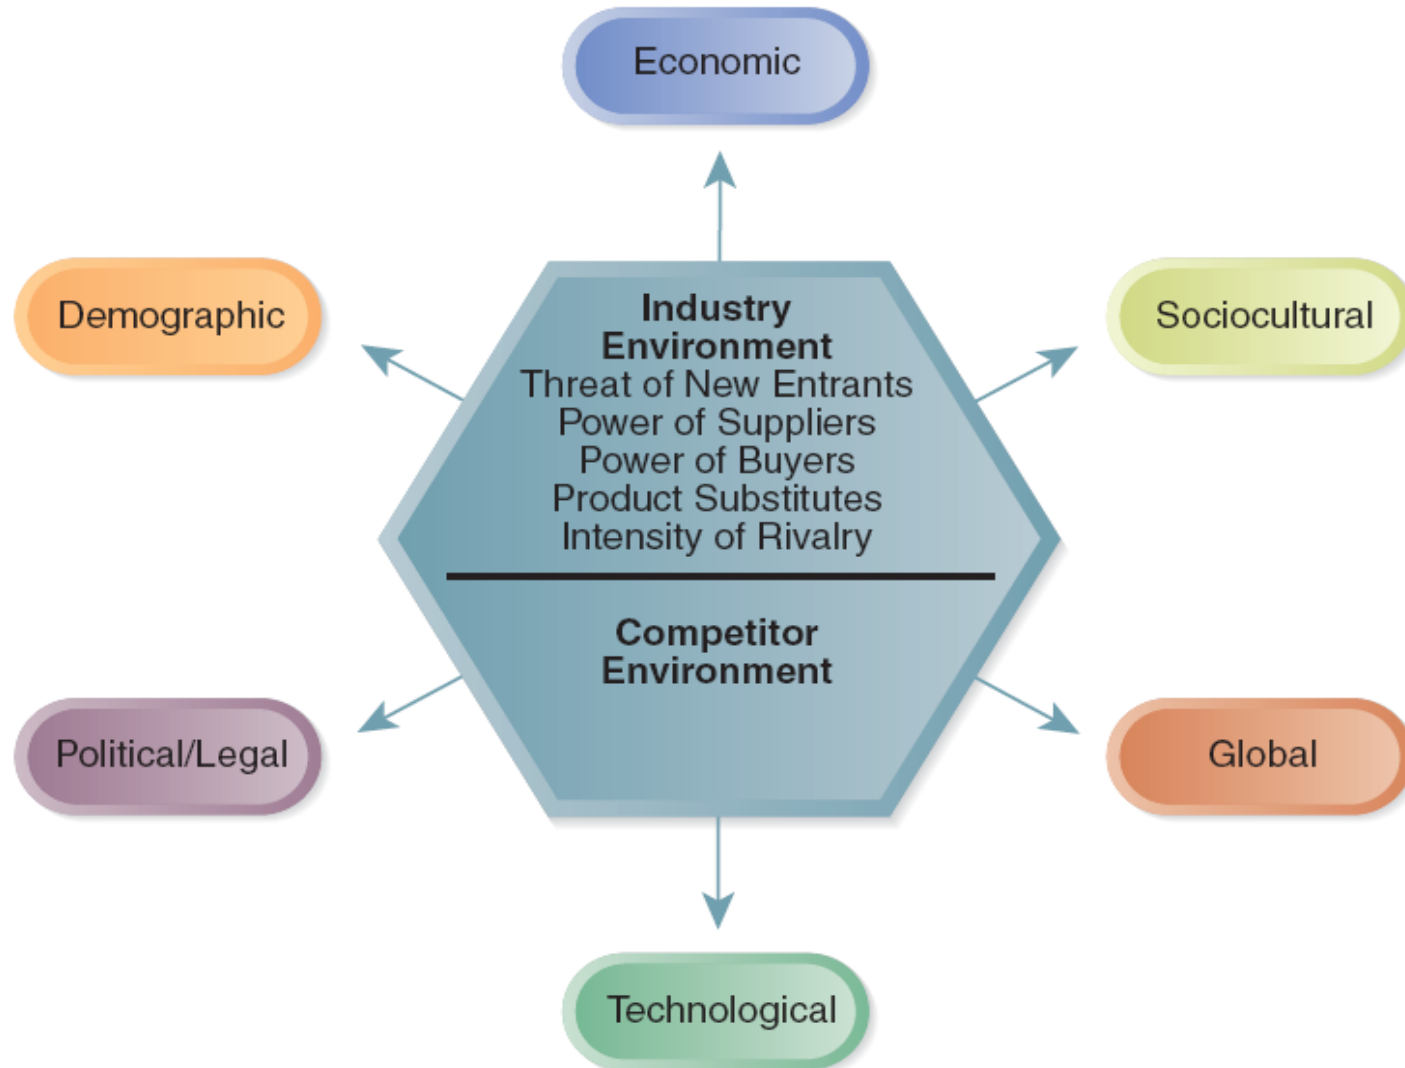 Economic
Demographic
Sociocultural
Industry
Environment
Threat of New Entrants
Power of Suppliers
Power of Buyers
Product Substitutes
Intensity of Rivalry
Competitor
Environment
Political/Legal
Global
Technological